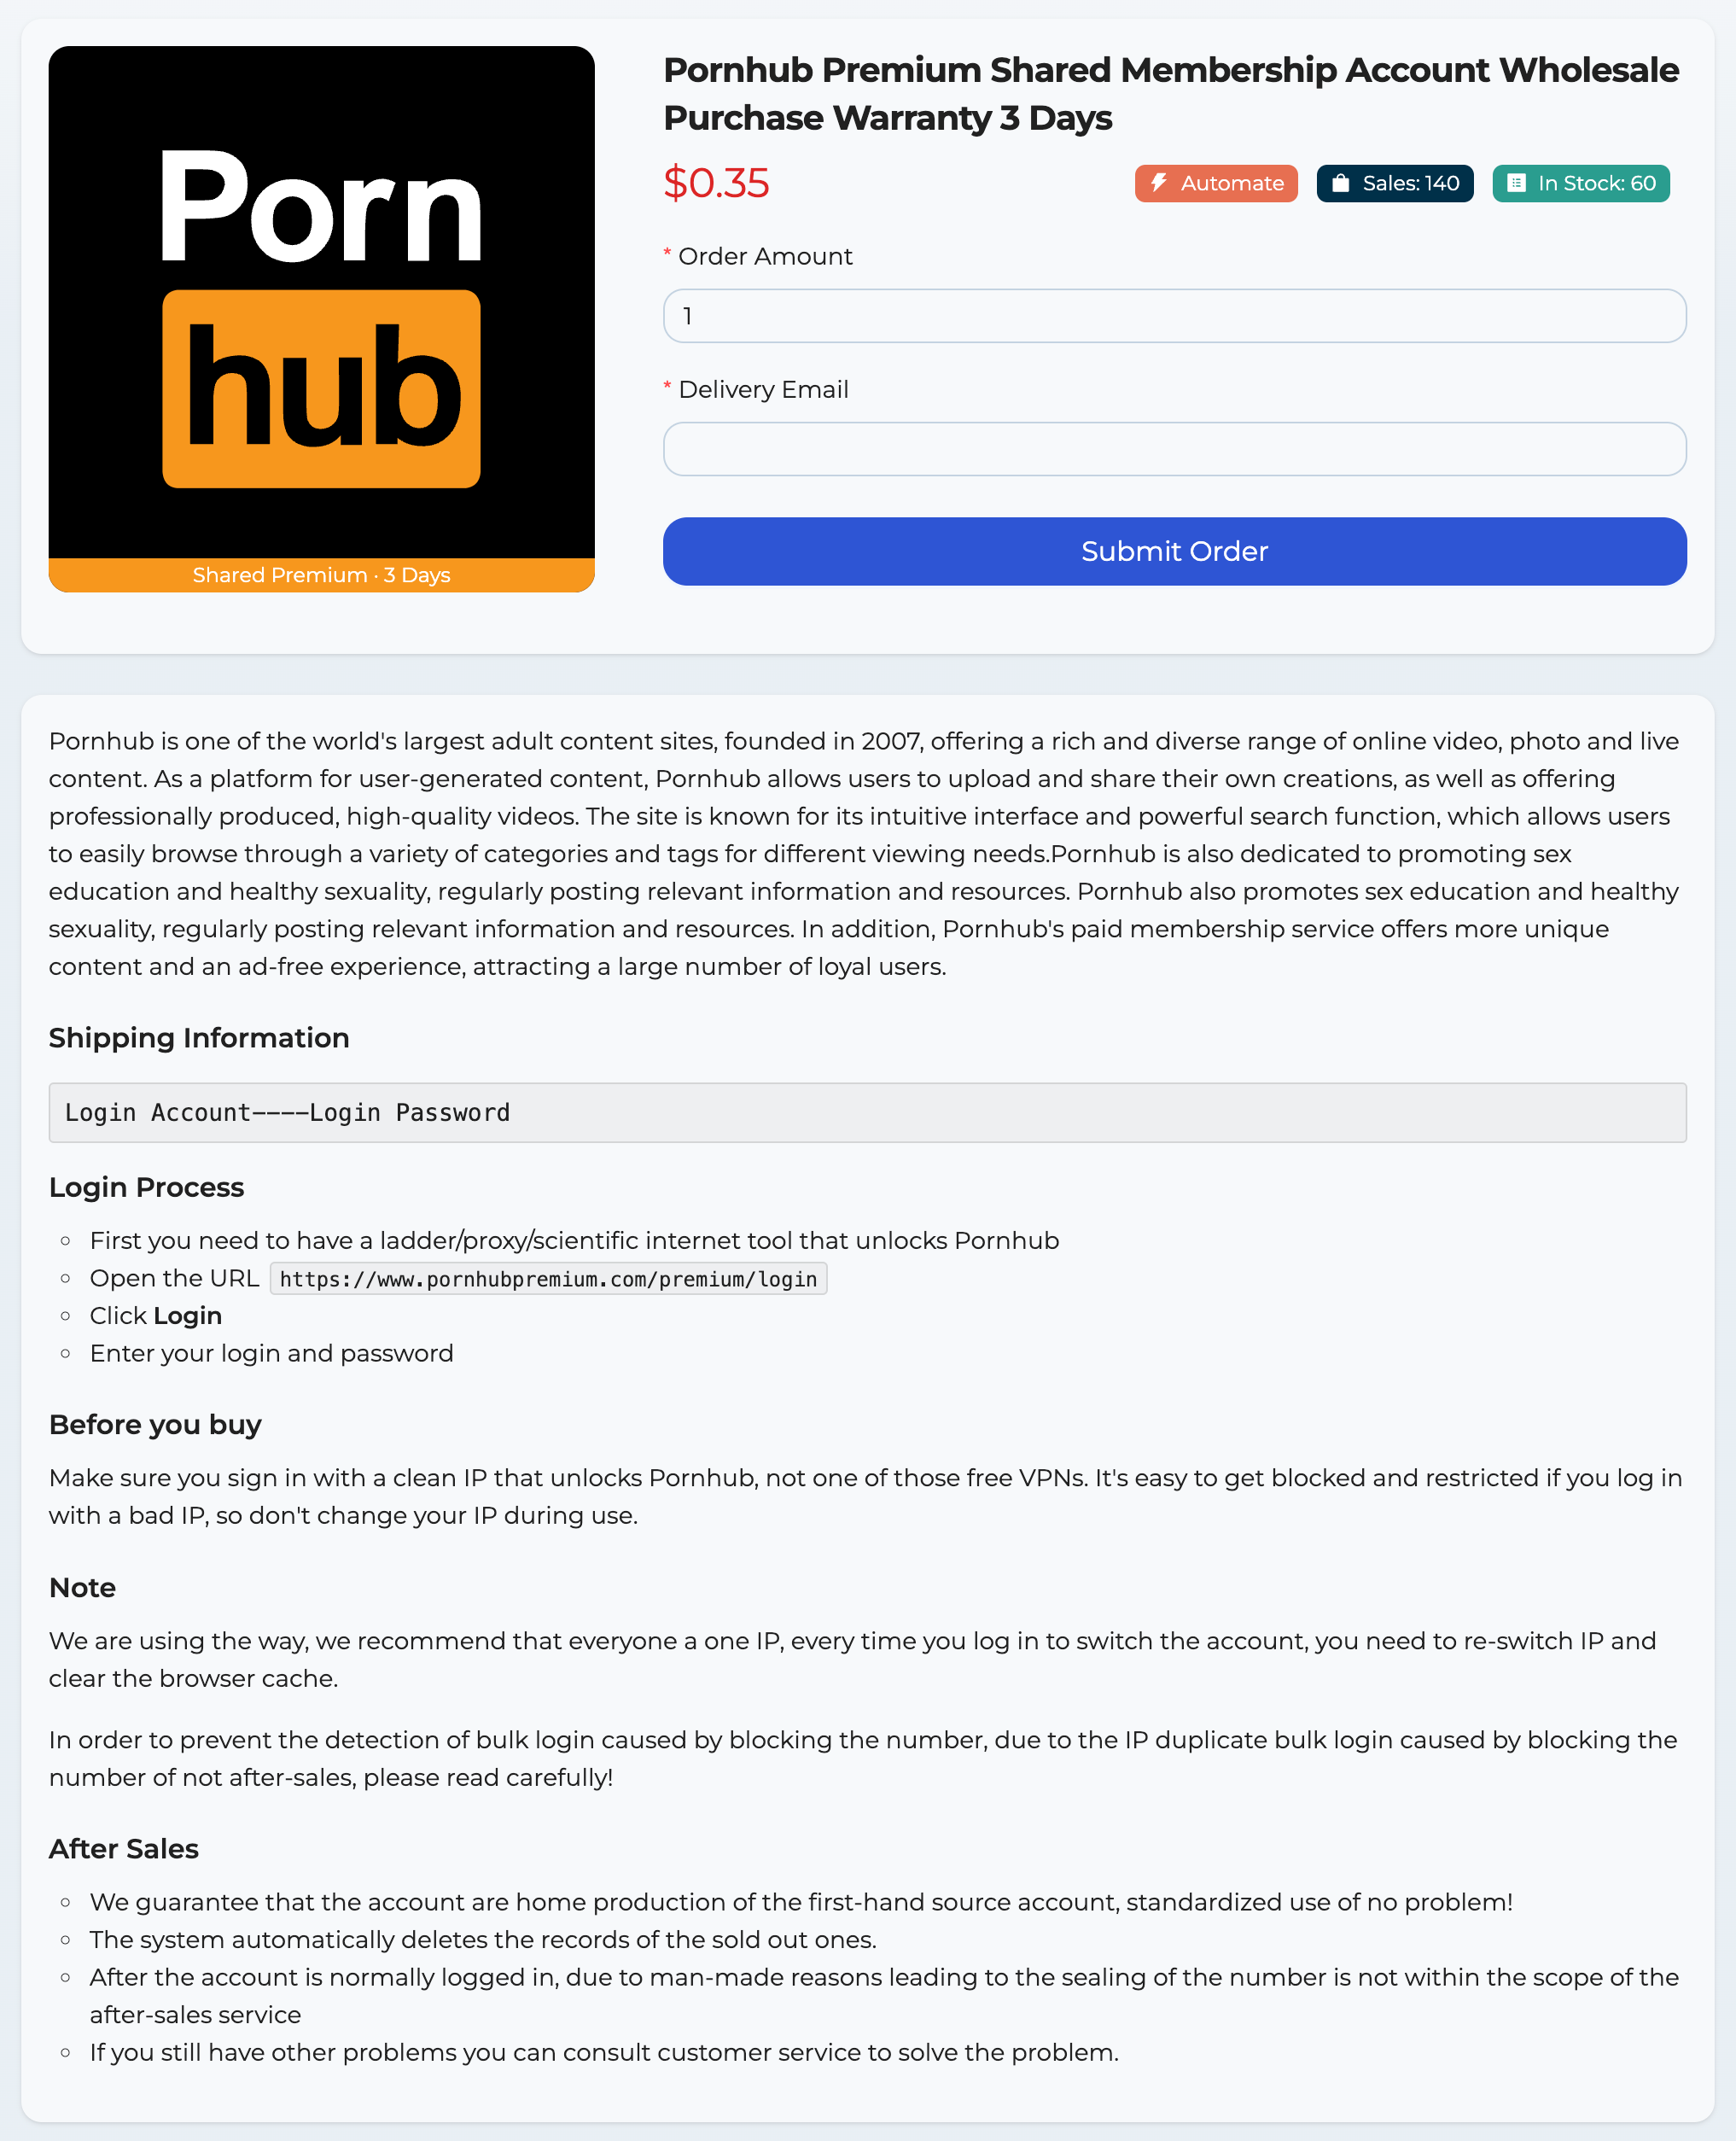 Porn
hub
Shared Premium · 3 Days
Pornhub Premium Shared Membership Account Wholesale
Purchase Warranty 3 Days
$0.35
Automate
Sales: 140
In Stock: 60
* Order Amount
1
* Delivery Email
Submit Order
Pornhub is one of the world's largest adult content sites, founded in 2007, offering a rich and diverse range of online video, photo and live
content. As a platform for user-generated content, Pornhub allows users to upload and share their own creations, as well as offering
professionally produced, high-quality videos. The site is known for its intuitive interface and powerful search function, which allows users
to easily browse through a variety of categories and tags for different viewing needs.Pornhub is also dedicated to promoting sex
education and healthy sexuality, regularly posting relevant information and resources. Pornhub also promotes sex education and healthy
sexuality, regularly posting relevant information and resources. In addition, Pornhub's paid membership service offers more unique
content and an ad-free experience, attracting a large number of loyal users.
Shipping Information
Login Account----Login Password
Login Process
First you need to have a ladder/proxy/scientific internet tool that unlocks Pornhub
Open the URL https://www.pornhubpremium.com/premium/login
Click Login
Enter your login and password
Before you buy
Make sure you sign in with a clean IP that unlocks Pornhub, not one of those free VPNs. It's easy to get blocked and restricted if you log in
with a bad IP, so don't change your IP during use.
Note
We are using the way, we recommend that everyone a one IP, every time you log in to switch the account, you need to re-switch IP and
clear the browser cache.
In order to prevent the detection of bulk login caused by blocking the number, due to the IP duplicate bulk login caused by blocking the
number of not after-sales, please read carefully!
After Sales
We guarantee that the account are home production of the first-hand source account, standardized use of no problem!
The system automatically deletes the records of the sold out ones.
After the account is normally logged in, due to man-made reasons leading to the sealing of the number is not within the scope of the
after-sales service
If you still have other problems you can consult customer service to solve the problem.